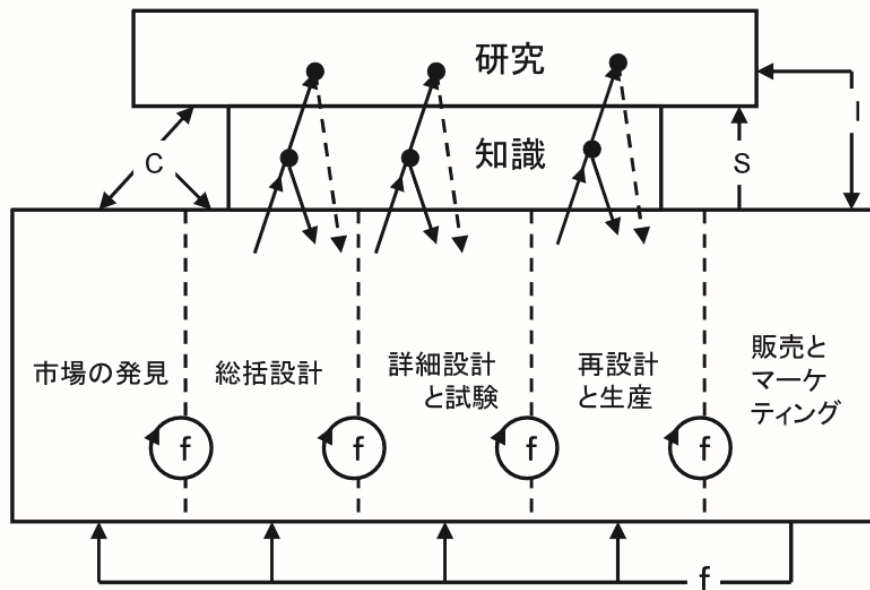 研究
知識
C
S
I
市場の発見
総括設計
詳細設計
と試験
再設計
と生産
販売と
マーケ
ティング
f
f
f
f
f